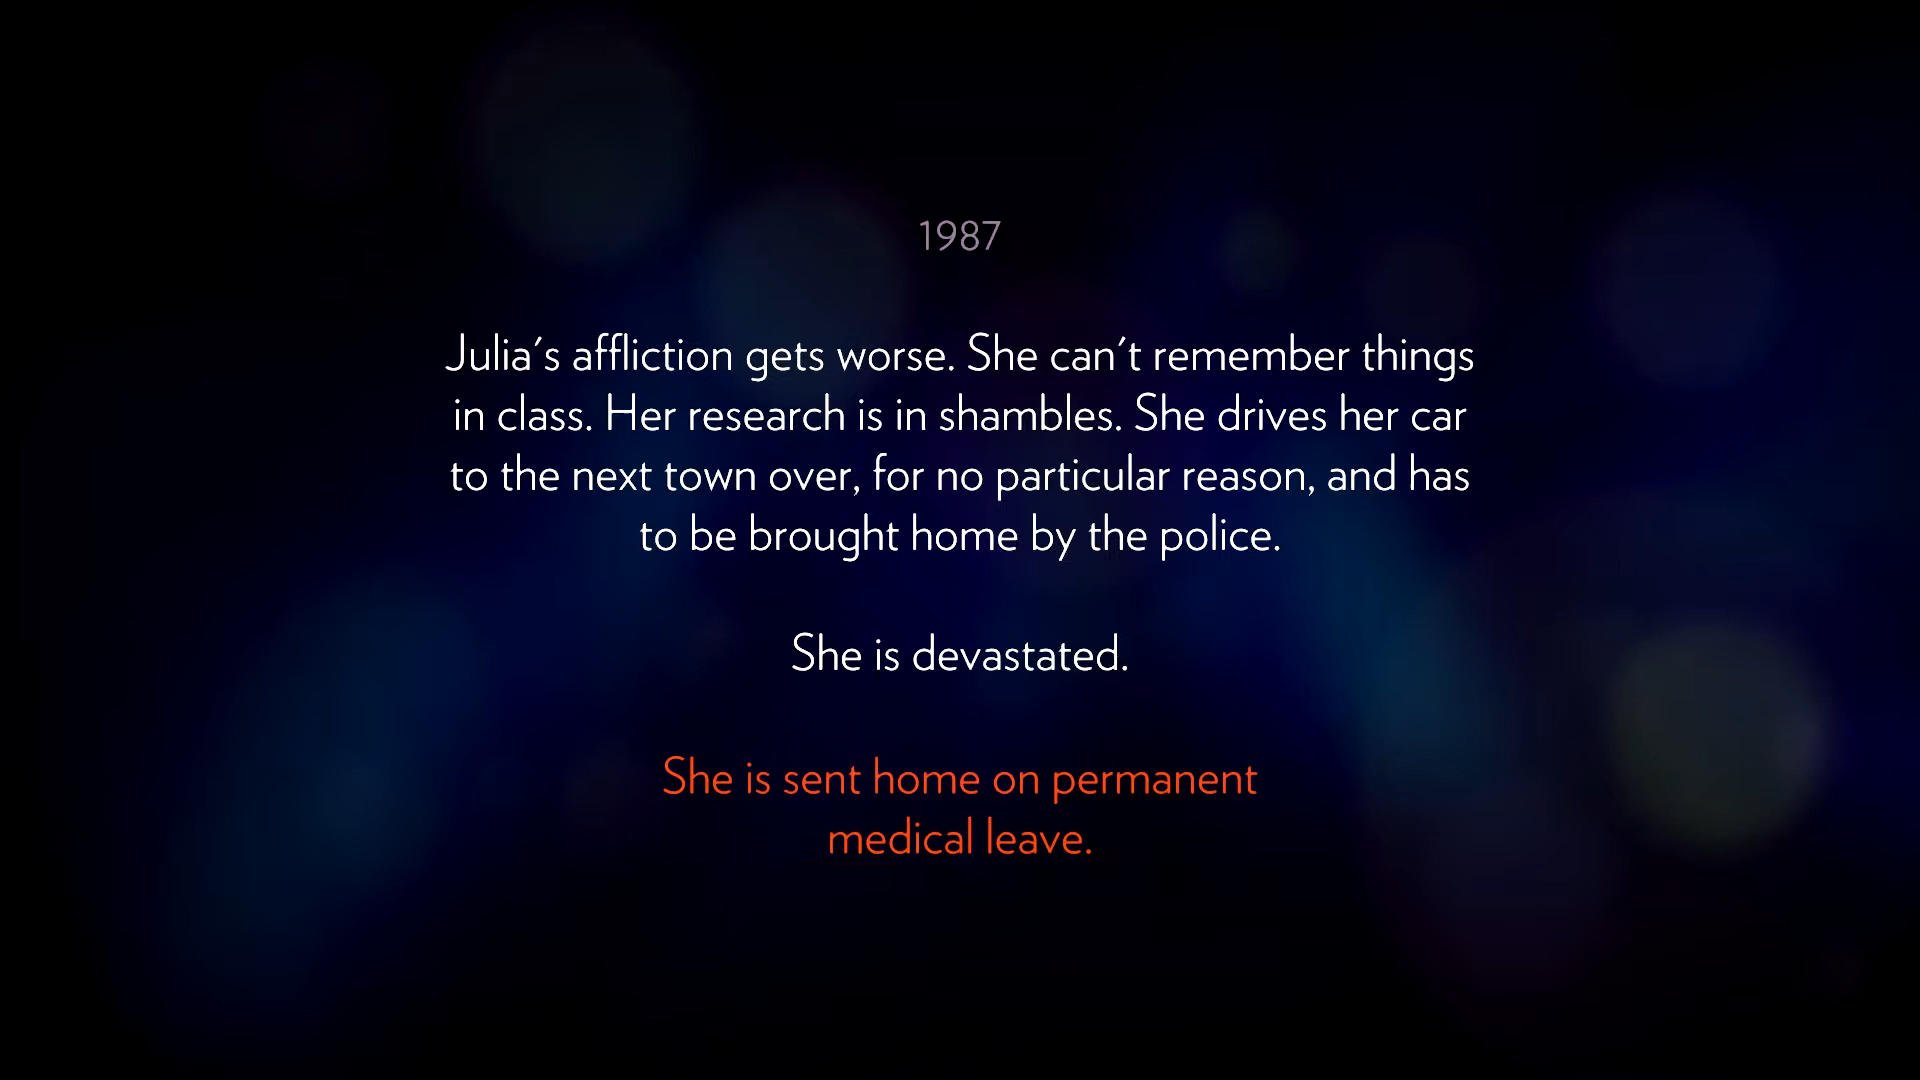 1987
Julia's affliction gets worse. She can't remember things
in class. Her research is in shambles. She drives her car
to the next town over, for no particular reason, and has
to be brought home by the police.
She is devastated.
She is sent home on permanent
medical leave.